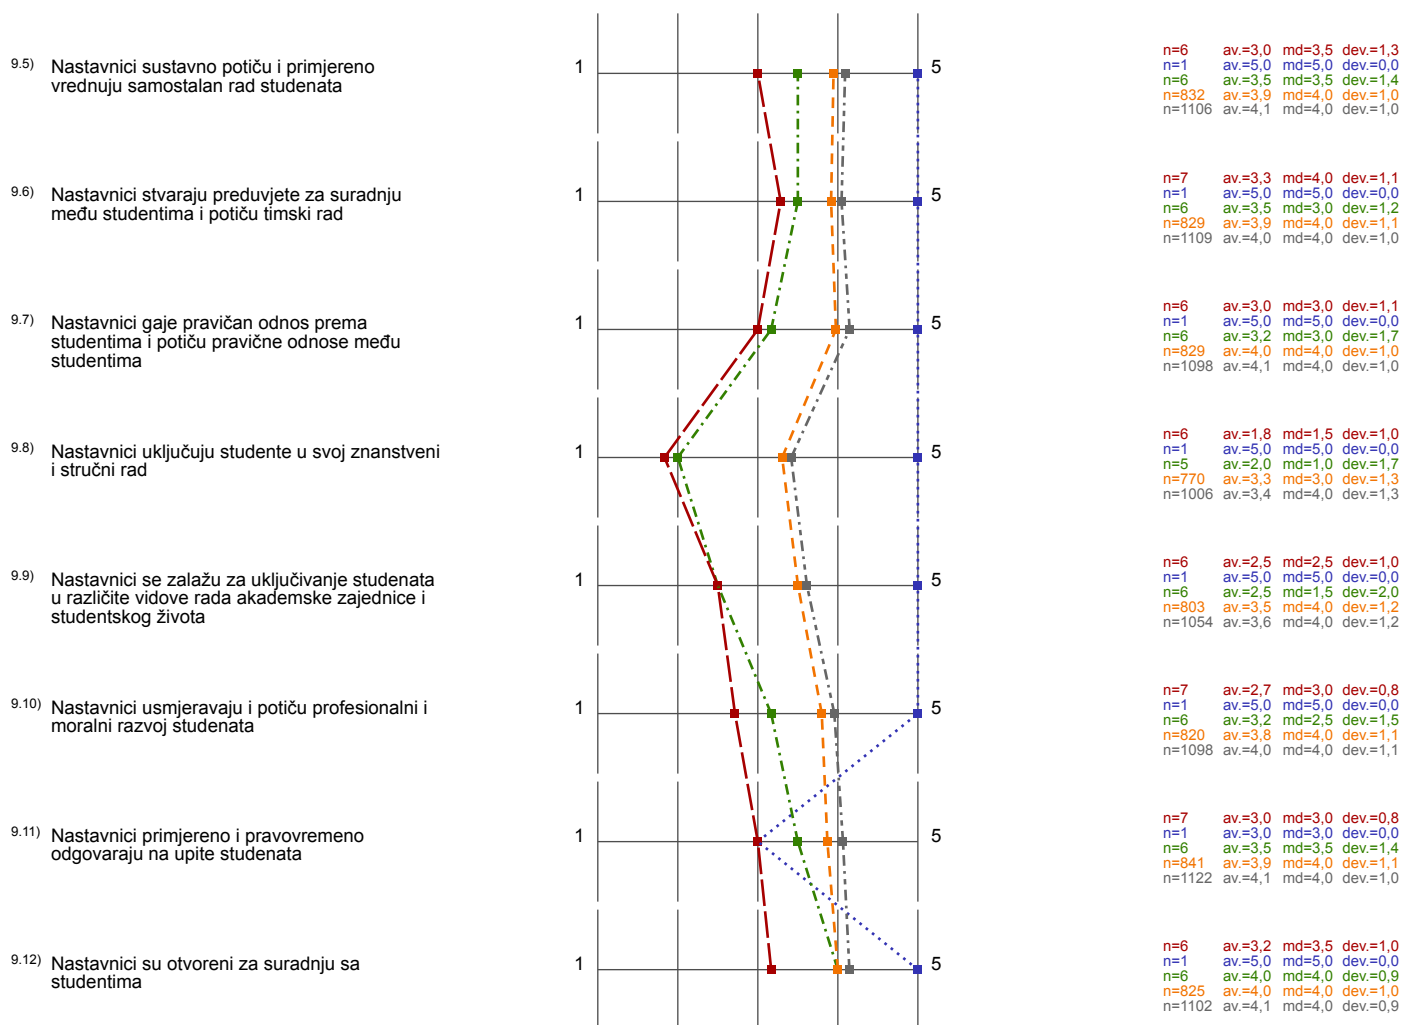 9.5) Nastavnici sustavno potiču i primjereno
vrednuju samostalan rad studenata
1
5
n=6 av.=3,0 md=3,5 dev.=1,3
n=1 av.=5,0 md=5,0 dev.=0,0
n=6 av.=3,5 md=3,5 dev.=1,4
n=832 av.=3,9 md=4,0 dev.=1,0
n=1106 av.=4,1 md=4,0 dev.=1,0
9.6) Nastavnici stvaraju preduvjete za suradnju
među studentima i potiču timski rad
1
5
n=7 av.=3,3 md=4,0 dev.=1,1
n=1 av.=5,0 md=5,0 dev.=0,0
n=6 av.=3,5 md=3,0 dev.=1,2
n=829 av.=3,9 md=4,0 dev.=1,1
n=1109 av.=4,0 md=4,0 dev.=1,0
9.7) Nastavnici gaje pravičan odnos prema
studentima i potiču pravične odnose među
studentima
1
5
n=6 av.=3,0 md=3,0 dev.=1,1
n=1 av.=5,0 md=5,0 dev.=0,0
n=6 av.=3,2 md=3,0 dev.=1,7
n=829 av.=4,0 md=4,0 dev.=1,0
n=1098 av.=4,1 md=4,0 dev.=1,0
9.8) Nastavnici uključuju studente u svoj znanstveni
i stručni rad
1
5
n=6 av.=1,8 md=1,5 dev.=1,0
n=1 av.=5,0 md=5,0 dev.=0,0
n=5 av.=2,0 md=1,0 dev.=1,7
n=770 av.=3,3 md=3,0 dev.=1,3
n=1006 av.=3,4 md=4,0 dev.=1,3
9.9) Nastavnici se zalažu za uključivanje studenata
u različite vidove rada akademske zajednice i
studentskog života
1
5
n=6 av.=2,5 md=2,5 dev.=1,0
n=1 av.=5,0 md=5,0 dev.=0,0
n=6 av.=2,5 md=1,5 dev.=2,0
n=803 av.=3,5 md=4,0 dev.=1,2
n=1054 av.=3,6 md=4,0 dev.=1,2
9.10) Nastavnici usmjeravaju i potiču profesionalni i
moralni razvoj studenata
1
5
n=7 av.=2,7 md=3,0 dev.=0,8
n=1 av.=5,0 md=5,0 dev.=0,0
n=6 av.=3,2 md=2,5 dev.=1,5
n=820 av.=3,8 md=4,0 dev.=1,1
n=1098 av.=4,0 md=4,0 dev.=1,1
9.11) Nastavnici primjereno i pravovremeno
odgovaraju na upite studenata
1
5
n=7 av.=3,0 md=3,0 dev.=0,8
n=1 av.=3,0 md=3,0 dev.=0,0
n=6 av.=3,5 md=3,5 dev.=1,4
n=841 av.=3,9 md=4,0 dev.=1,1
n=1122 av.=4,1 md=4,0 dev.=1,0
9.12) Nastavnici su otvoreni za suradnju sa
studentima
1
5
n=6 av.=3,2 md=3,5 dev.=1,0
n=1 av.=5,0 md=5,0 dev.=0,0
n=6 av.=4,0 md=4,0 dev.=0,9
n=825 av.=4,0 md=4,0 dev.=1,0
n=1102 av.=4,1 md=4,0 dev.=0,9